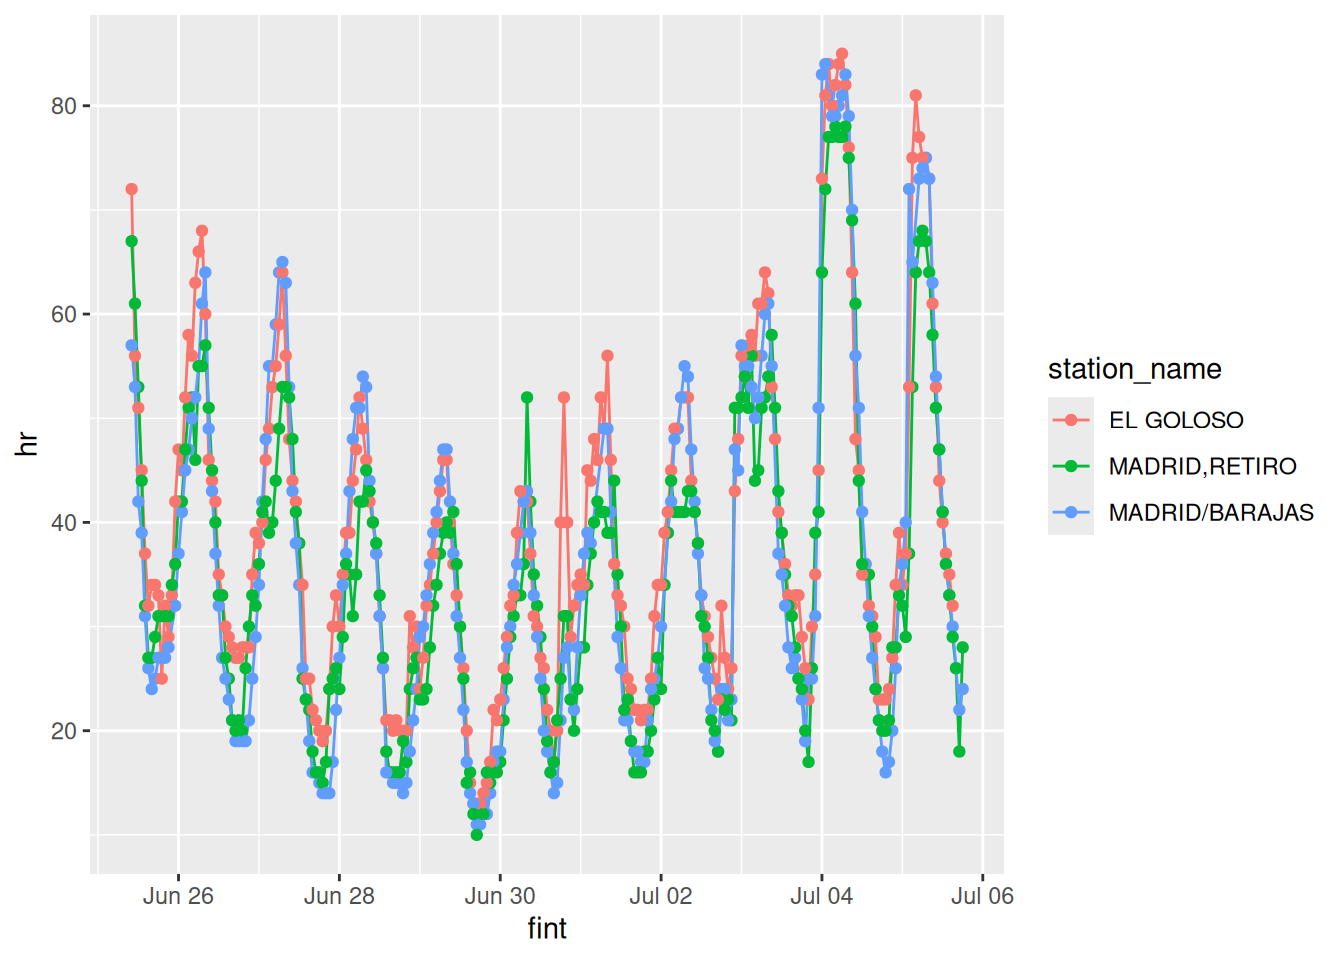 hr
80
60
40
20
Jun 26 Jun 28 Jun 30 Jul 02 Jul 04 Jul 06
fint
station_name
EL GOLOSO
MADRID,RETIRO
MADRID/BARAJAS